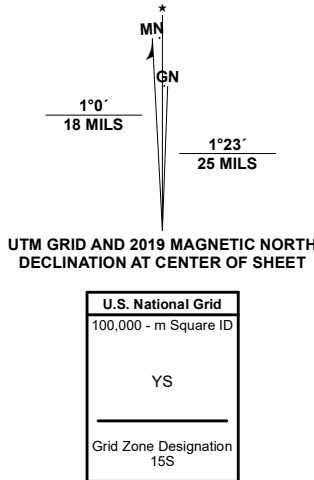 ★
MN
GN
1°0´
18 MILS
1°23´
25 MILS
UTM GRID AND 2019 MAGNETIC NORTH
DECLINATION AT CENTER OF SHEET
U.S. National Grid
100,000 - m Square ID
YS
Grid Zone Designation
15S